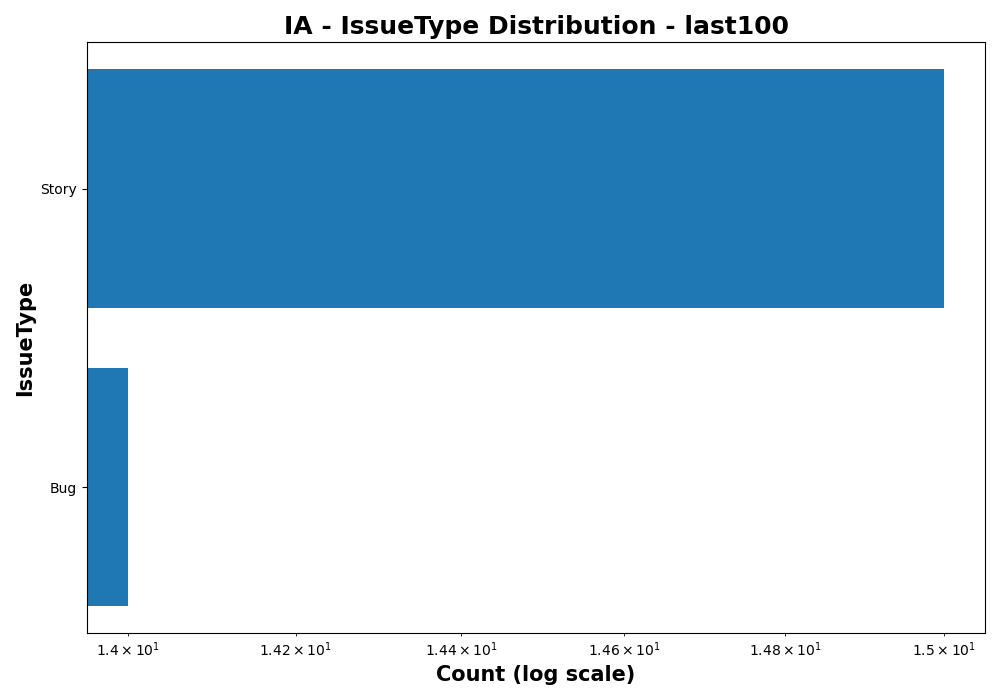 IA - IssueType Distribution - last100
Story
Bug
IssueType
1.4 × 10¹
1.42 × 10¹
1.44 × 10¹
1.46 × 10¹
1.48 × 10¹
1.5 × 10¹
Count (log scale)